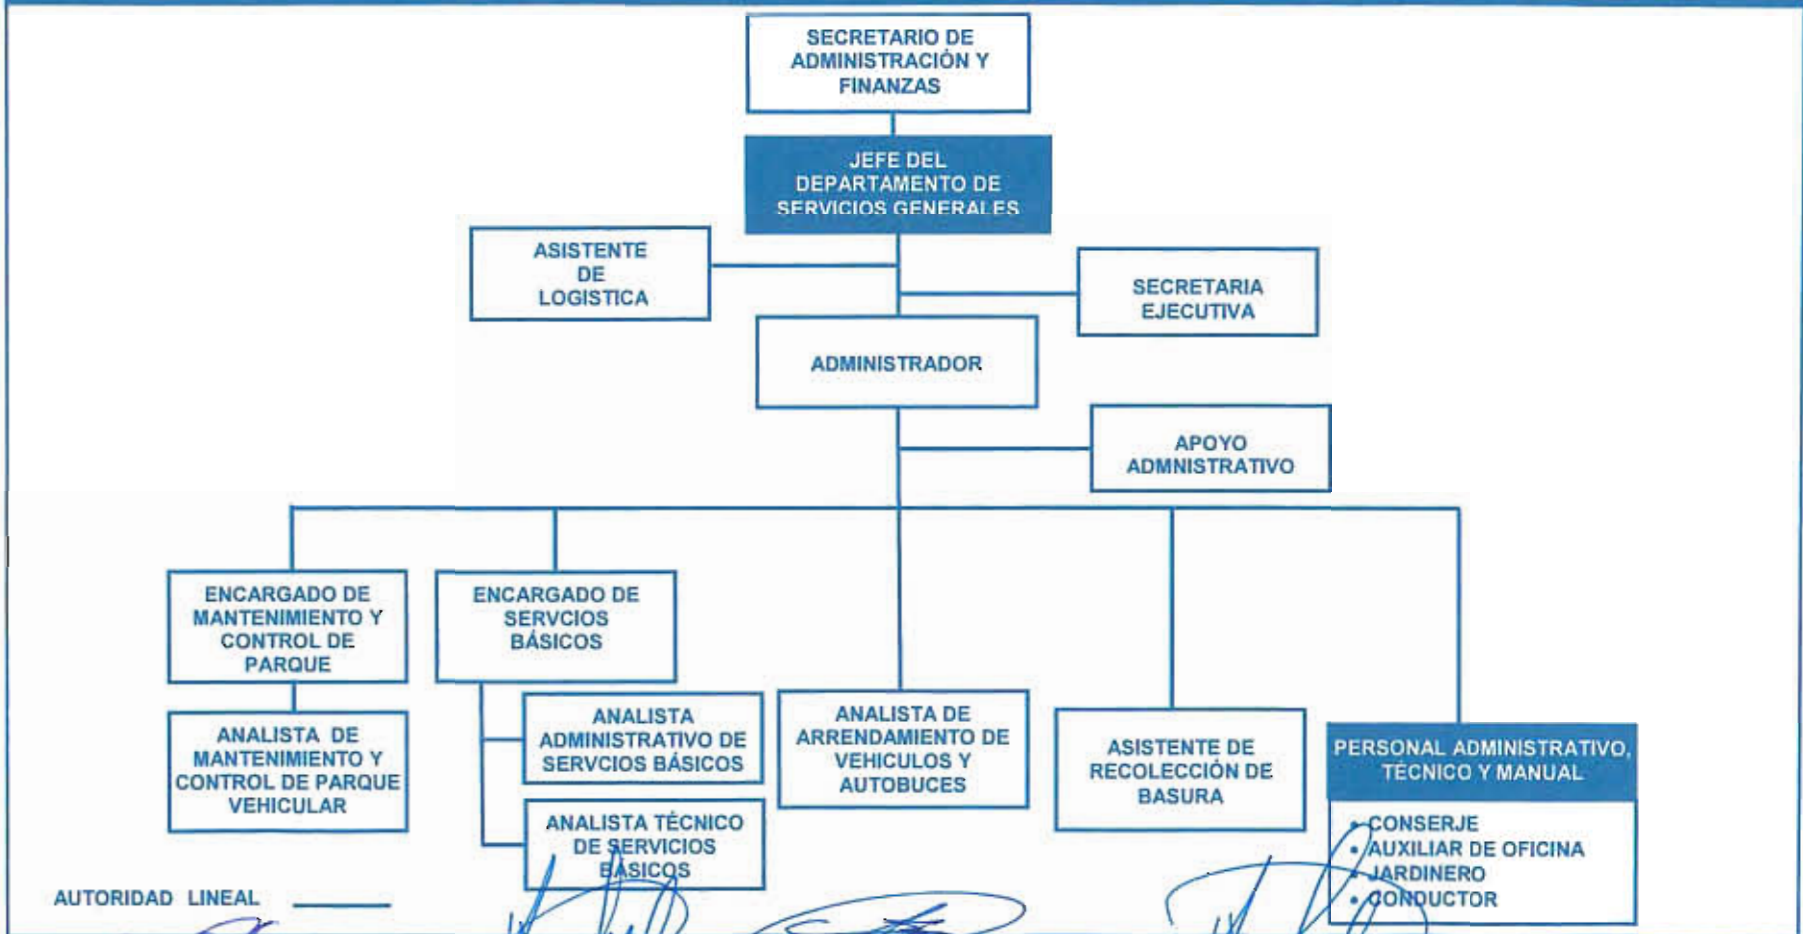 SECRETARIO DE
ADMINISTRACIÓN Y
FINANZAS
JEFE DEL
DEPARTAMENTO DE
SERVICIOS GENERALES
ASISTENTE
DE
LOGISTICA
SECRETARIA
EJECUTIVA
ADMINISTRADOR
APOYO
ADMNISTRATIVO
ENCARGADO DE
MANTENIMIENTO Y
CONTROL DE
PARQUE
ENCARGADO DE
SERVCIOS
BÁSICOS
ANALISTA DE
MANTENIMIENTO Y
CONTROL DE PARQUE
VEHICULAR
ANALISTA
ADMINISTRATIVO DE
SERVCIOS BÁSICOS
ANALISTA TÉCNICO
DE SERVICIOS
BÁSICOS
ANALISTA DE
ARRENDAMIENTO DE
VEHICULOS Y
AUTOBUCES
ASISTENTE DE
RECOLECCIÓN DE
BASURA
PERSONAL ADMINISTRATIVO,
TÉCNICO Y MANUAL
• CONSERJE
• AUXILIAR DE OFICINA
• JARDINERO
• CONDUCTOR
AUTORIDAD LINEAL